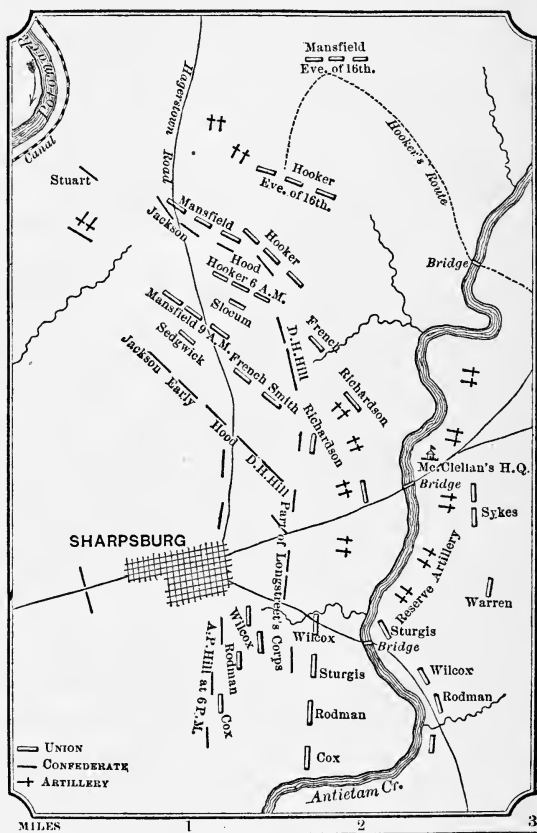 Mansfield
Eve. of 16th.
Potomac
Canal
Hagerstown Road
Hooker's Route
Stuart
Hooker
Eve. of 16th.
Jackson
Mansfield
Hooker
Hood
Bridge
Hooker 6 A.M.
Slocum
Mansfield 9 A.M.
Sedgwick
French
D.H.Hill
French
Smith
Richardson
Richardson
Jackson
Early
Hood
D.H.Hill
McClellan's H.Q.
Bridge
Sykes
Part of Longstreet's Corps
SHARPSBURG
Reserve Artillery
Warren
Wilcox
Wilcox
Sturgis
Bridge
A.P. Hill at 6 P.M.
Rodman
Sturgis
Wilcox
Rodman
Cox
Rodman
Cox
UNION
CONFEDERATE
ARTILLERY
Antietam Cr.
MILES 1 2 3